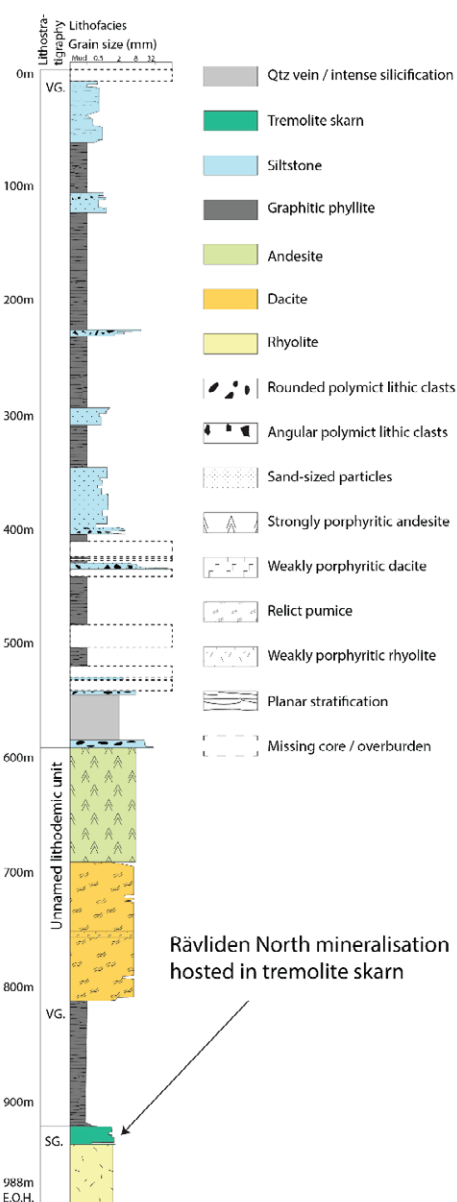 Lithostra-
tigraphy
Lithofacies
Grain size (mm)
Mud 0.5 2 8 32
0m
VG.
100m
200m
300m
400m
500m
600m
Unnamed lithodemic unit
700m
800m
VG.
900m
SG.
988m
E.O.H.
Qtz vein / intense silicification
Tremolite skarn
Siltstone
Graphitic phyllite
Andesite
Dacite
Rhyolite
Rounded polymict lithic clasts
Angular polymict lithic clasts
Sand-sized particles
Strongly porphyritic andesite
Weakly porphyritic dacite
Relict pumice
Weakly porphyritic rhyolite
Planar stratification
Missing core / overburden
Rävliden North mineralisation
hosted in tremolite skarn